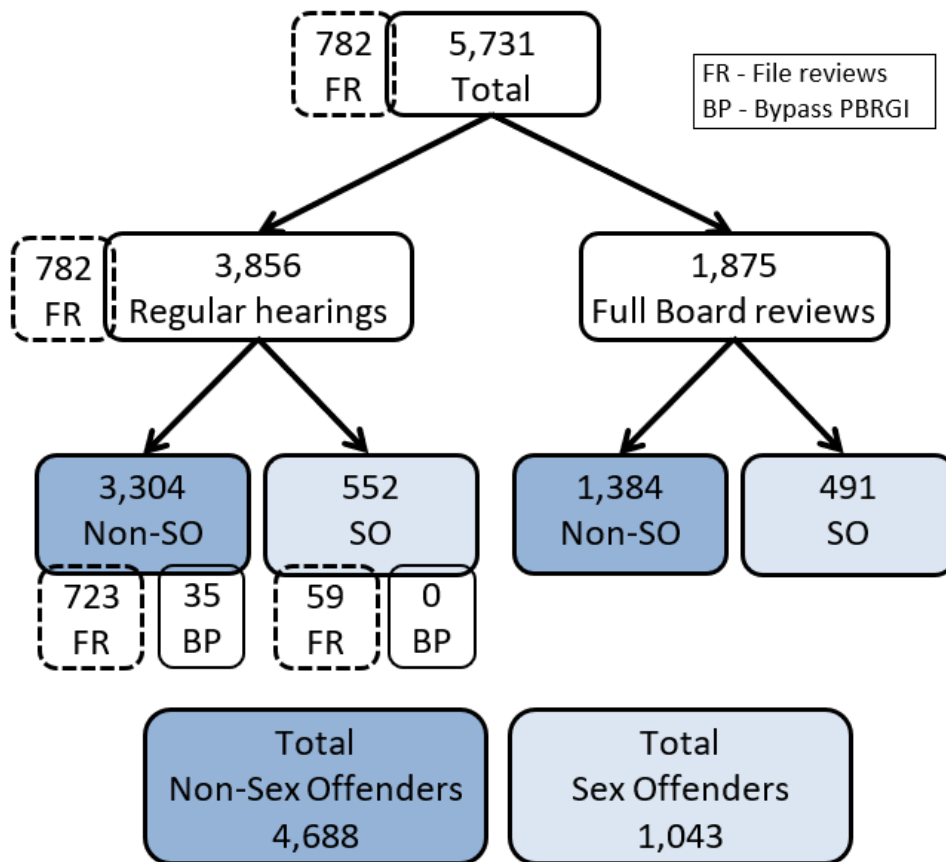 782
FR
5,731
Total
FR - File reviews
BP - Bypass PBRGI
782
FR
3,856
Regular hearings
1,875
Full Board reviews
3,304
Non-SO
552
SO
1,384
Non-SO
491
SO
723
FR
35
BP
59
FR
0
BP
Total
Non-Sex Offenders
4,688
Total
Sex Offenders
1,043